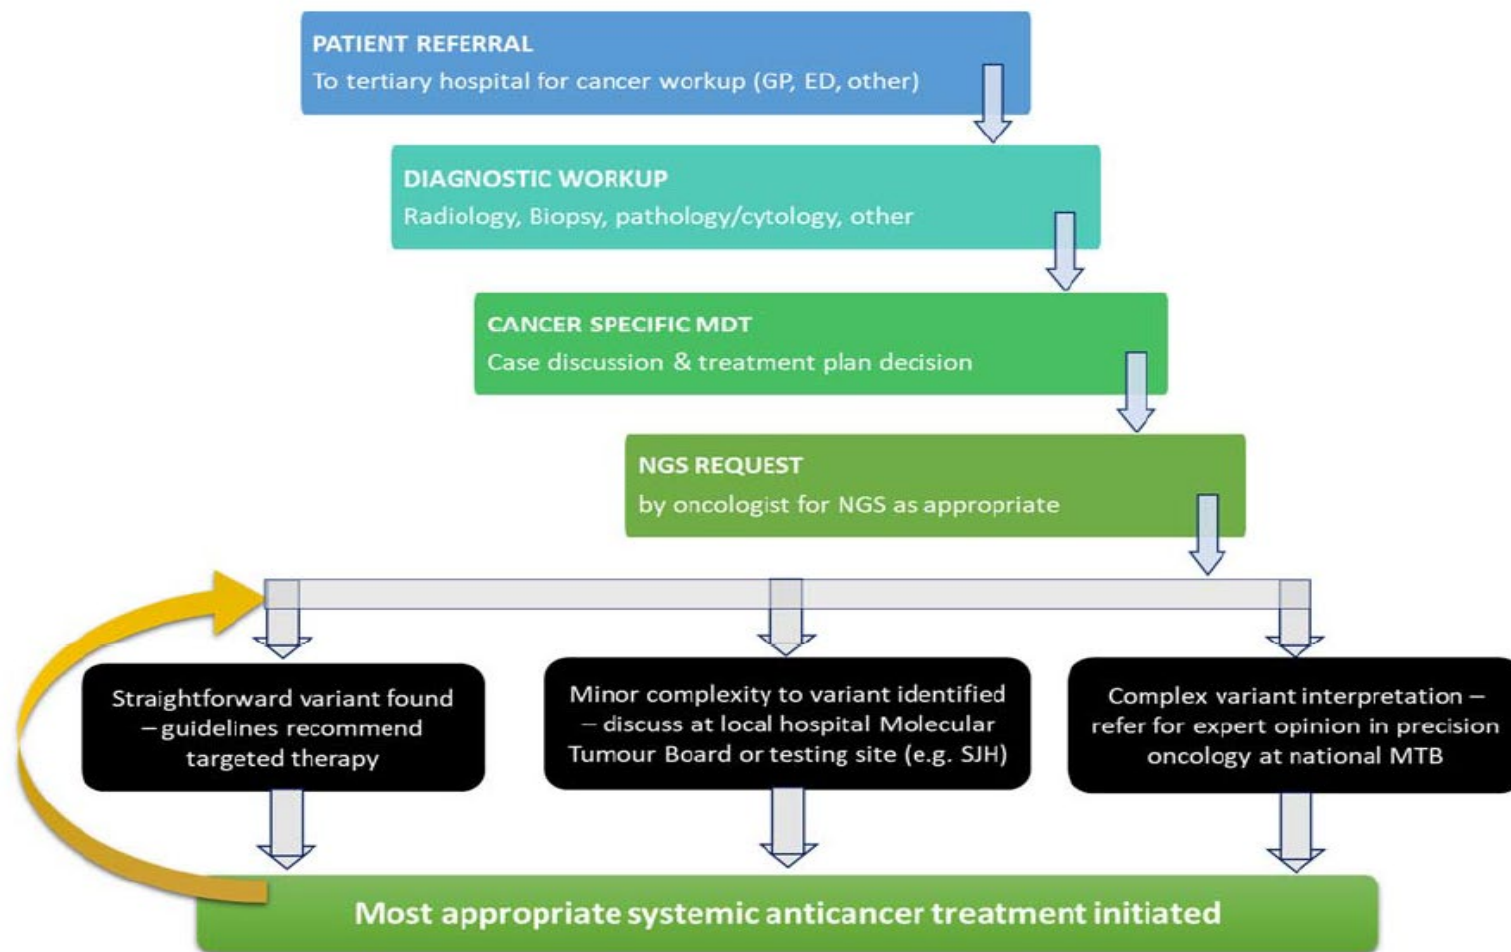 PATIENT REFERRAL
To tertiary hospital for cancer workup (GP, ED, other)
DIAGNOSTIC WORKUP
Radiology, Biopsy, pathology/cytology, other
CANCER SPECIFIC MDT
Case discussion & treatment plan decision
NGS REQUEST
by oncologist for NGS as appropriate
Straightforward variant found
– guidelines recommend
targeted therapy
Minor complexity to variant identified
– discuss at local hospital Molecular
Tumour Board or testing site (e.g. SJH)
Complex variant interpretation –
refer for expert opinion in precision
oncology at national MTB
Most appropriate systemic anticancer treatment initiated